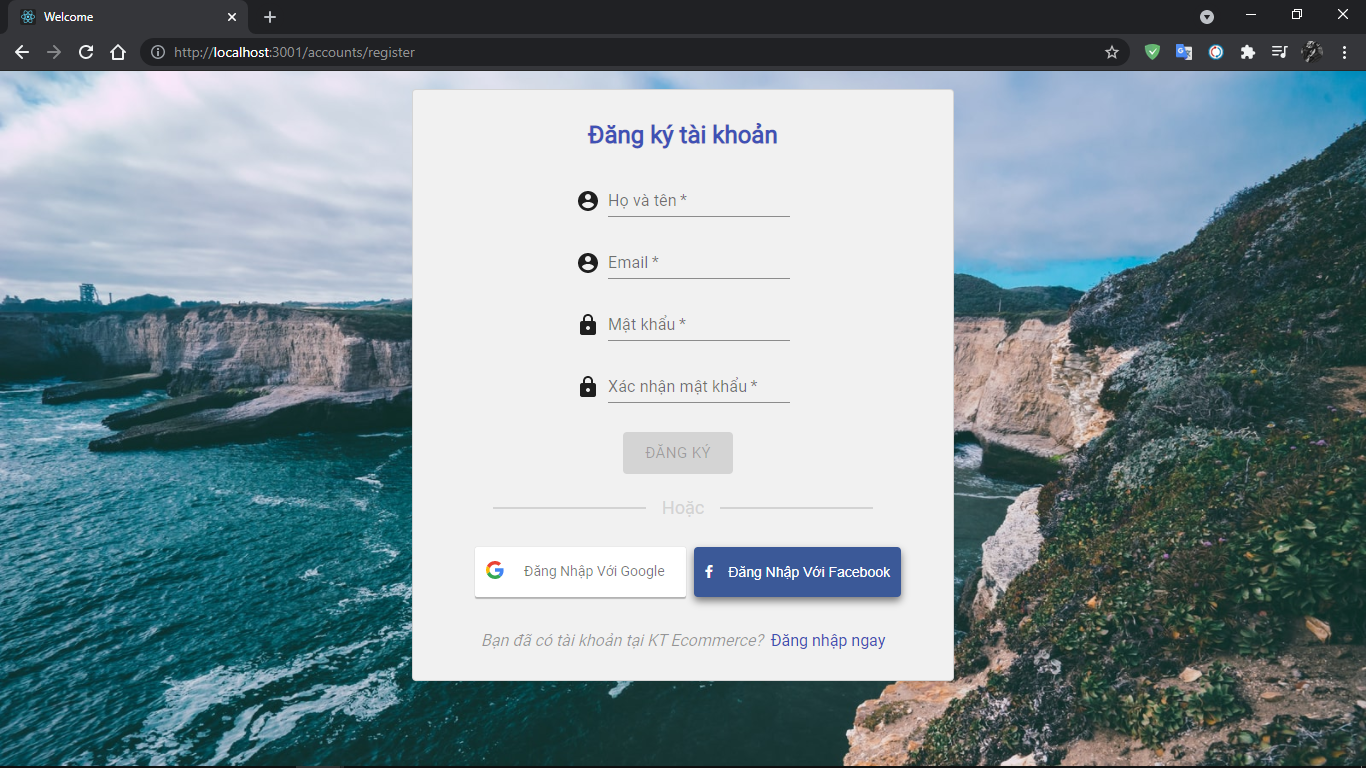 Welcome
http://localhost:3001/accounts/register
Đăng ký tài khoản
Họ và tên *
Email *
Mật khẩu *
Xác nhận mật khẩu *
ĐĂNG KÝ
Hoặc
Đăng Nhập Với Google
Đăng Nhập Với Facebook
Bạn đã có tài khoản tại KT Ecommerce? Đăng nhập ngay